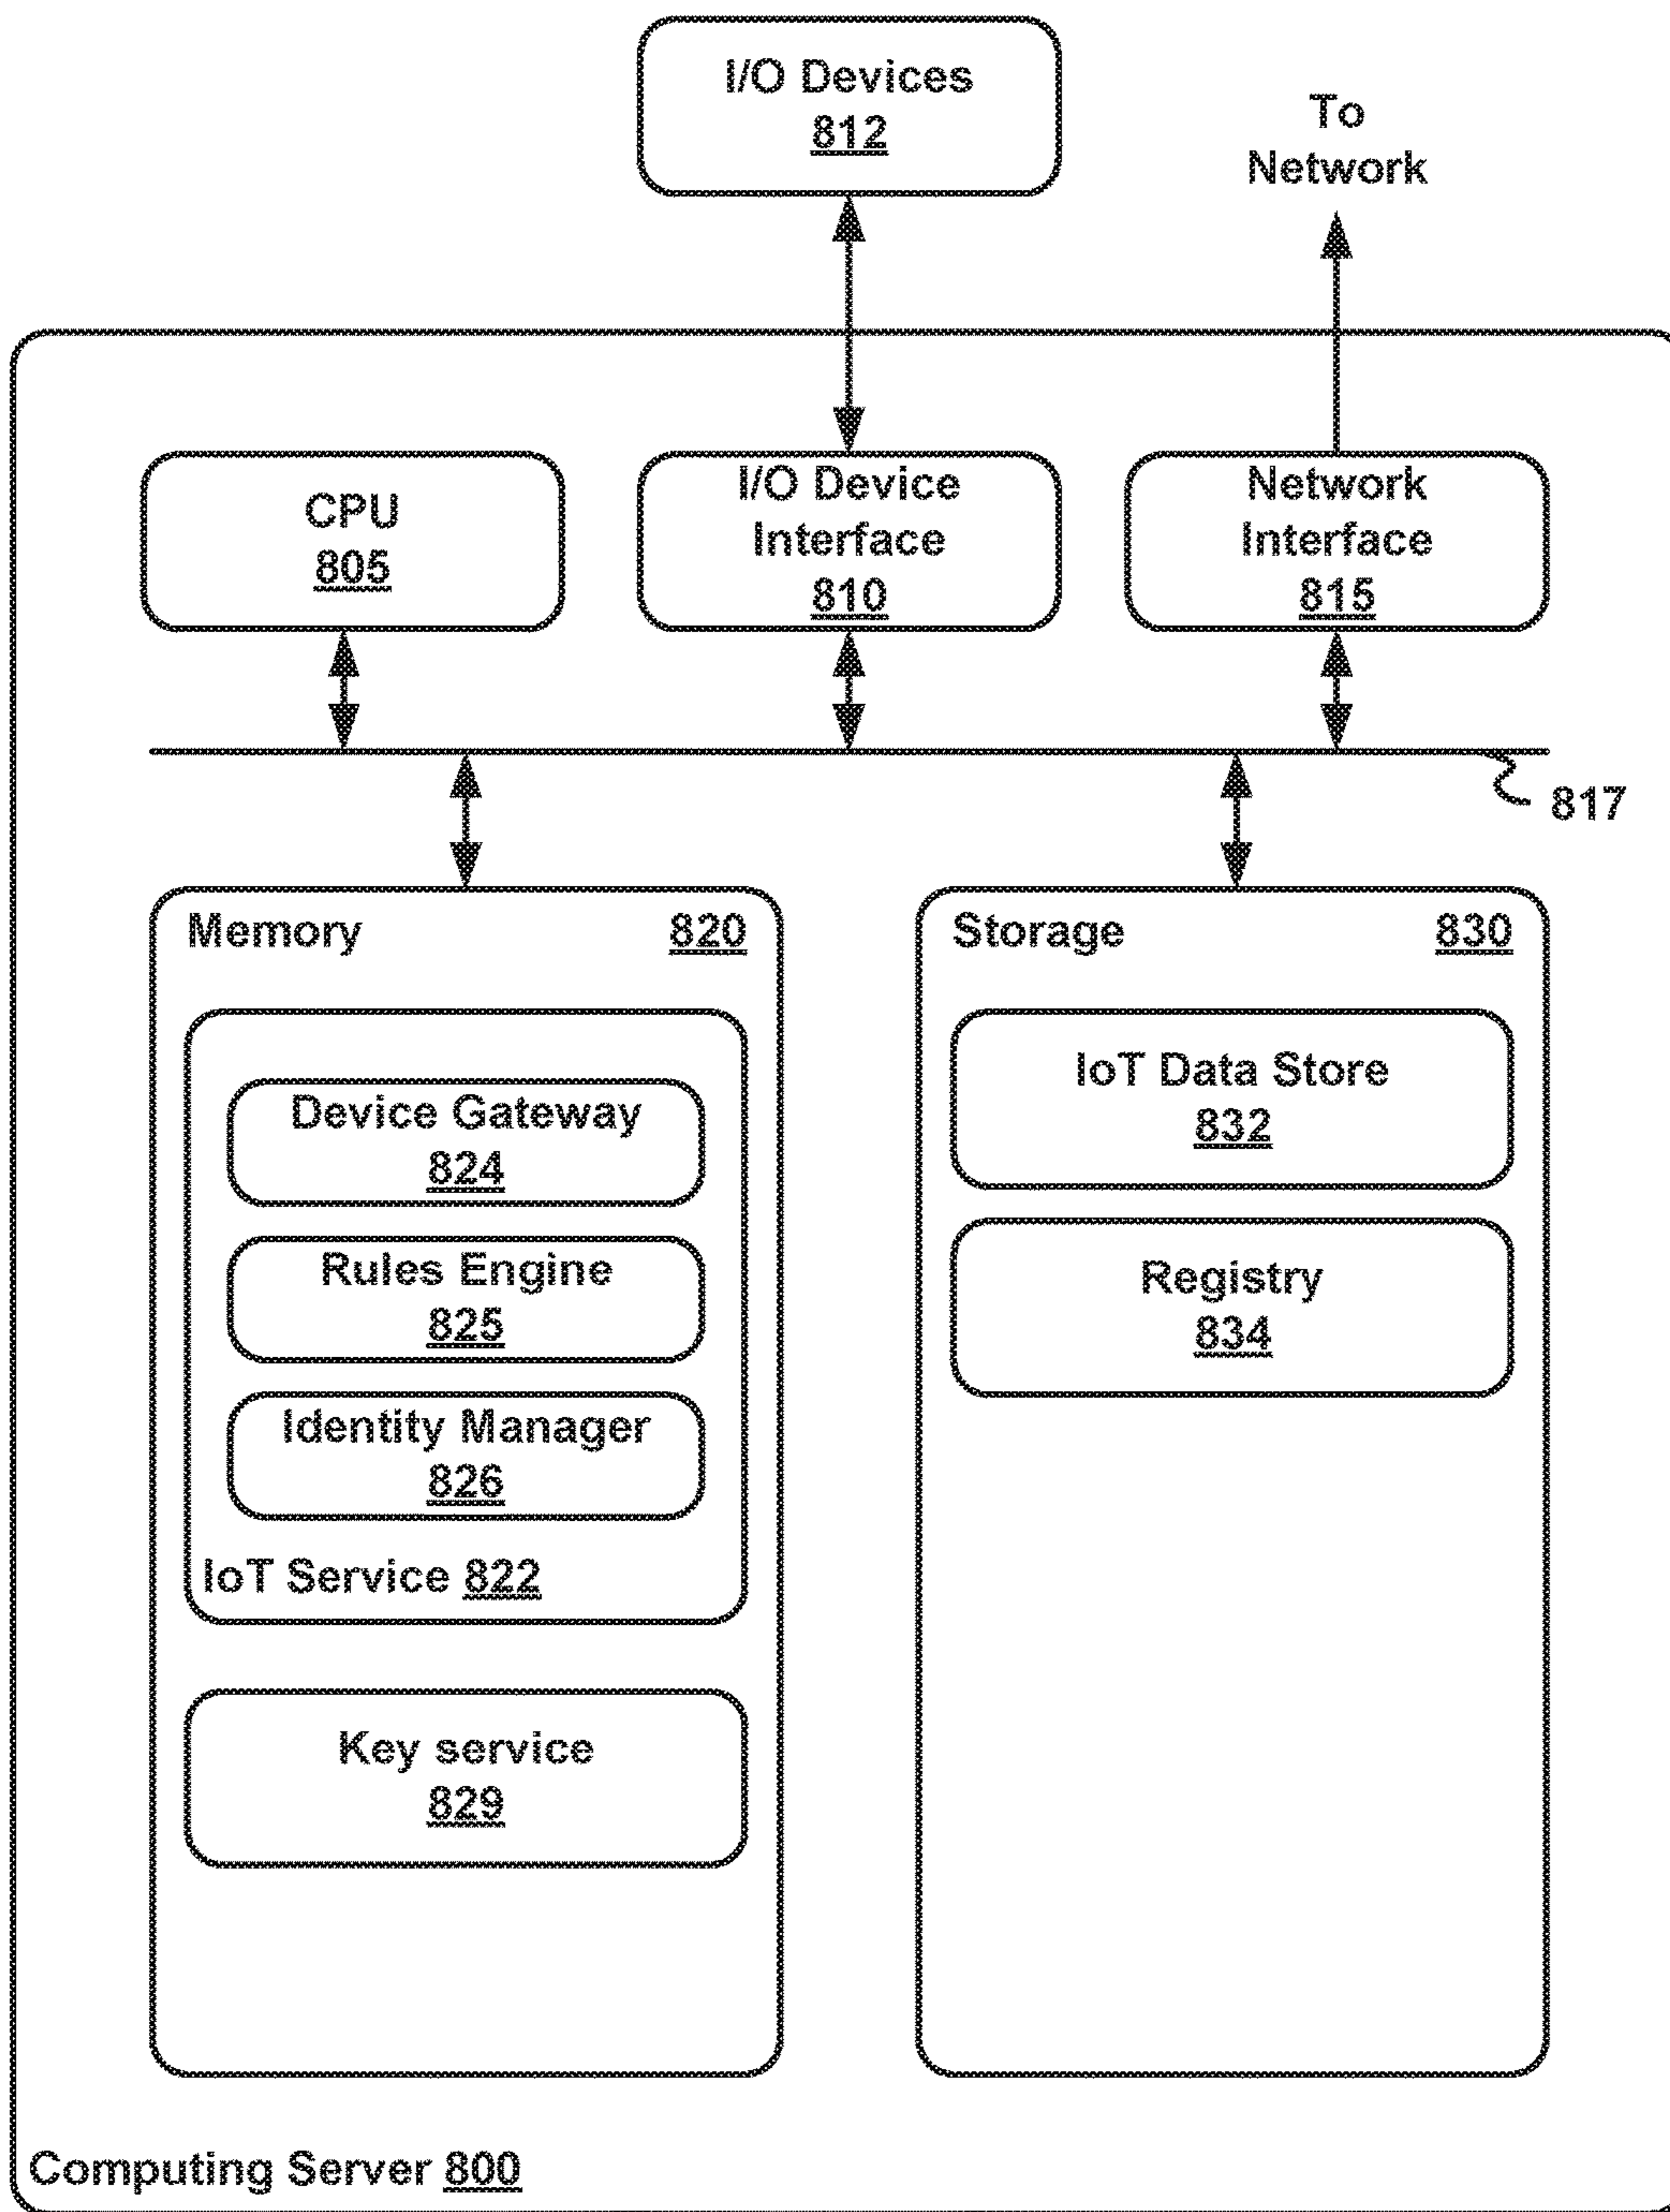 I/O Devices
812
To
Network
CPU
805
I/O Device
Interface
810
Network
Interface
815
817
Memory 820
Device Gateway
824
Rules Engine
825
Identity Manager
826
IoT Service 822
Key service
829
Storage 830
IoT Data Store
832
Registry
834
Computing Server 800